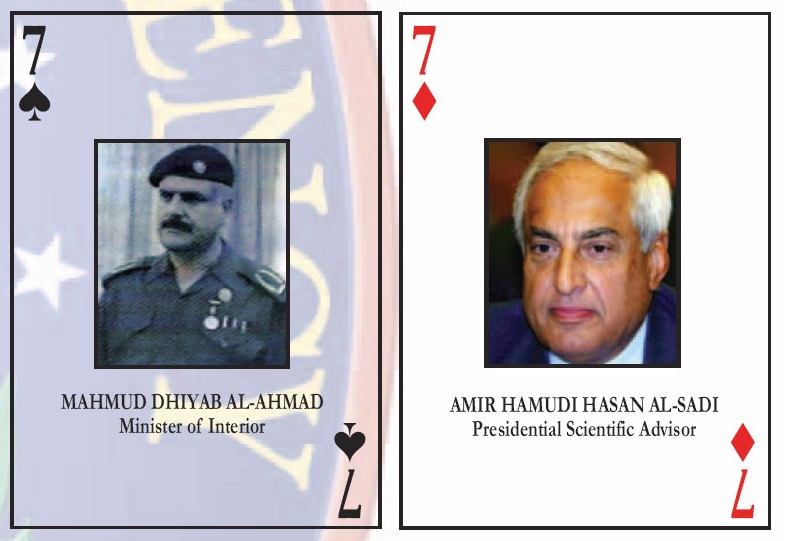 7
7
ENCY
MAHMUD DHIYAB AL-AHMAD
Minister of Interior
AMIR HAMUDI HASAN AL-SADI
Presidential Scientific Advisor
7
7